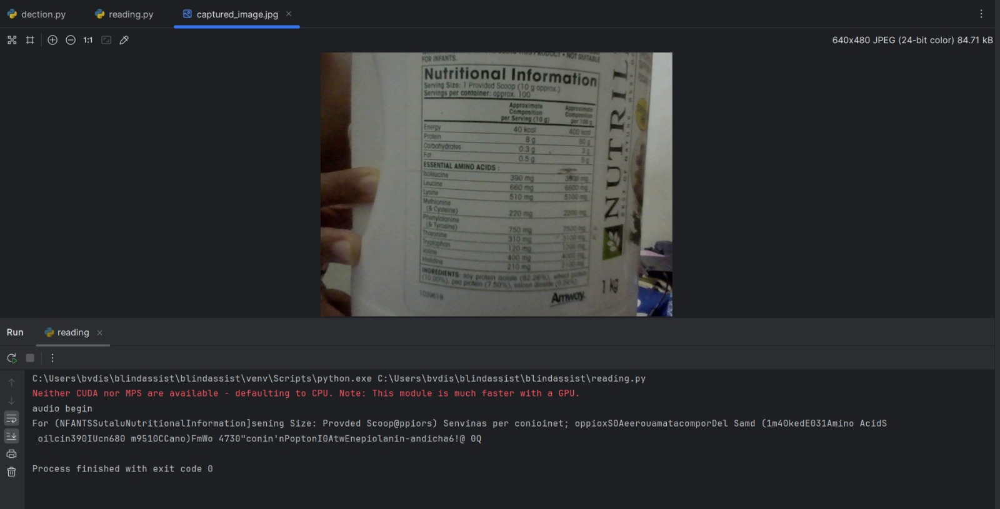 dection.py
reading.py
captured_image.jpg
1:1
640x480 JPEG (24-bit color) 84.71 kB
THIS PRODUCT • NOT SUITABLE
FOR INFANTS.
Nutritional Information
Serving Size: 1 Provided Scoop (10 g approx.)
Servings per container: approx. 100
Approximate Composition per Serving (10 g) Approximate Composition per 100 g
Energy 40 kcal 400 kcal
Protein 8 g 80 g
Carbohydrates 0.3 g 3 g
Fat 0.5 g 5 g
ESSENTIAL AMINO ACIDS :
Isoleucine 390 mg 3900 mg
Leucine 660 mg 6600 mg
Lysine 510 mg 5100 mg
Methionine
(& Cysteine) 220 mg 2200 mg
Phenylalanine
(& Tyrosine) 750 mg 7500 mg
Threonine 310 mg 3100 mg
Tryptophan 120 mg 1200 mg
Valine 400 mg 4000 mg
Histidine 210 mg 2100 mg
INGREDIENTS: soy protein isolate (82.26%), wheat protein
(10.00%), pea protein (7.50%), silicon dioxide (0.24%)
Amway
NUTRIL
BEST OF NATURE
1 kg
Run
reading
C:\Users\bvdis\blindassist\blindassist\venv\Scripts\python.exe C:\Users\bvdis\blindassist\blindassist\reading.py
Neither CUDA nor MPS are available - defaulting to CPU. Note: This module is much faster with a GPU.
audio begin
For (NFANTSSutaluNutritionalInformation]sening Size: Provded Scoop@ppiors) Senvinas per conioinet; oppioxS0AeerouamatacomporDel Samd (1m40kedE031Amino AcidS
oilcin390IUcn680 m9510CCano)FmWo 4730"conin'nPoptonI0AtwEnepiolanin-andicha6!@ 0Q
Process finished with exit code 0